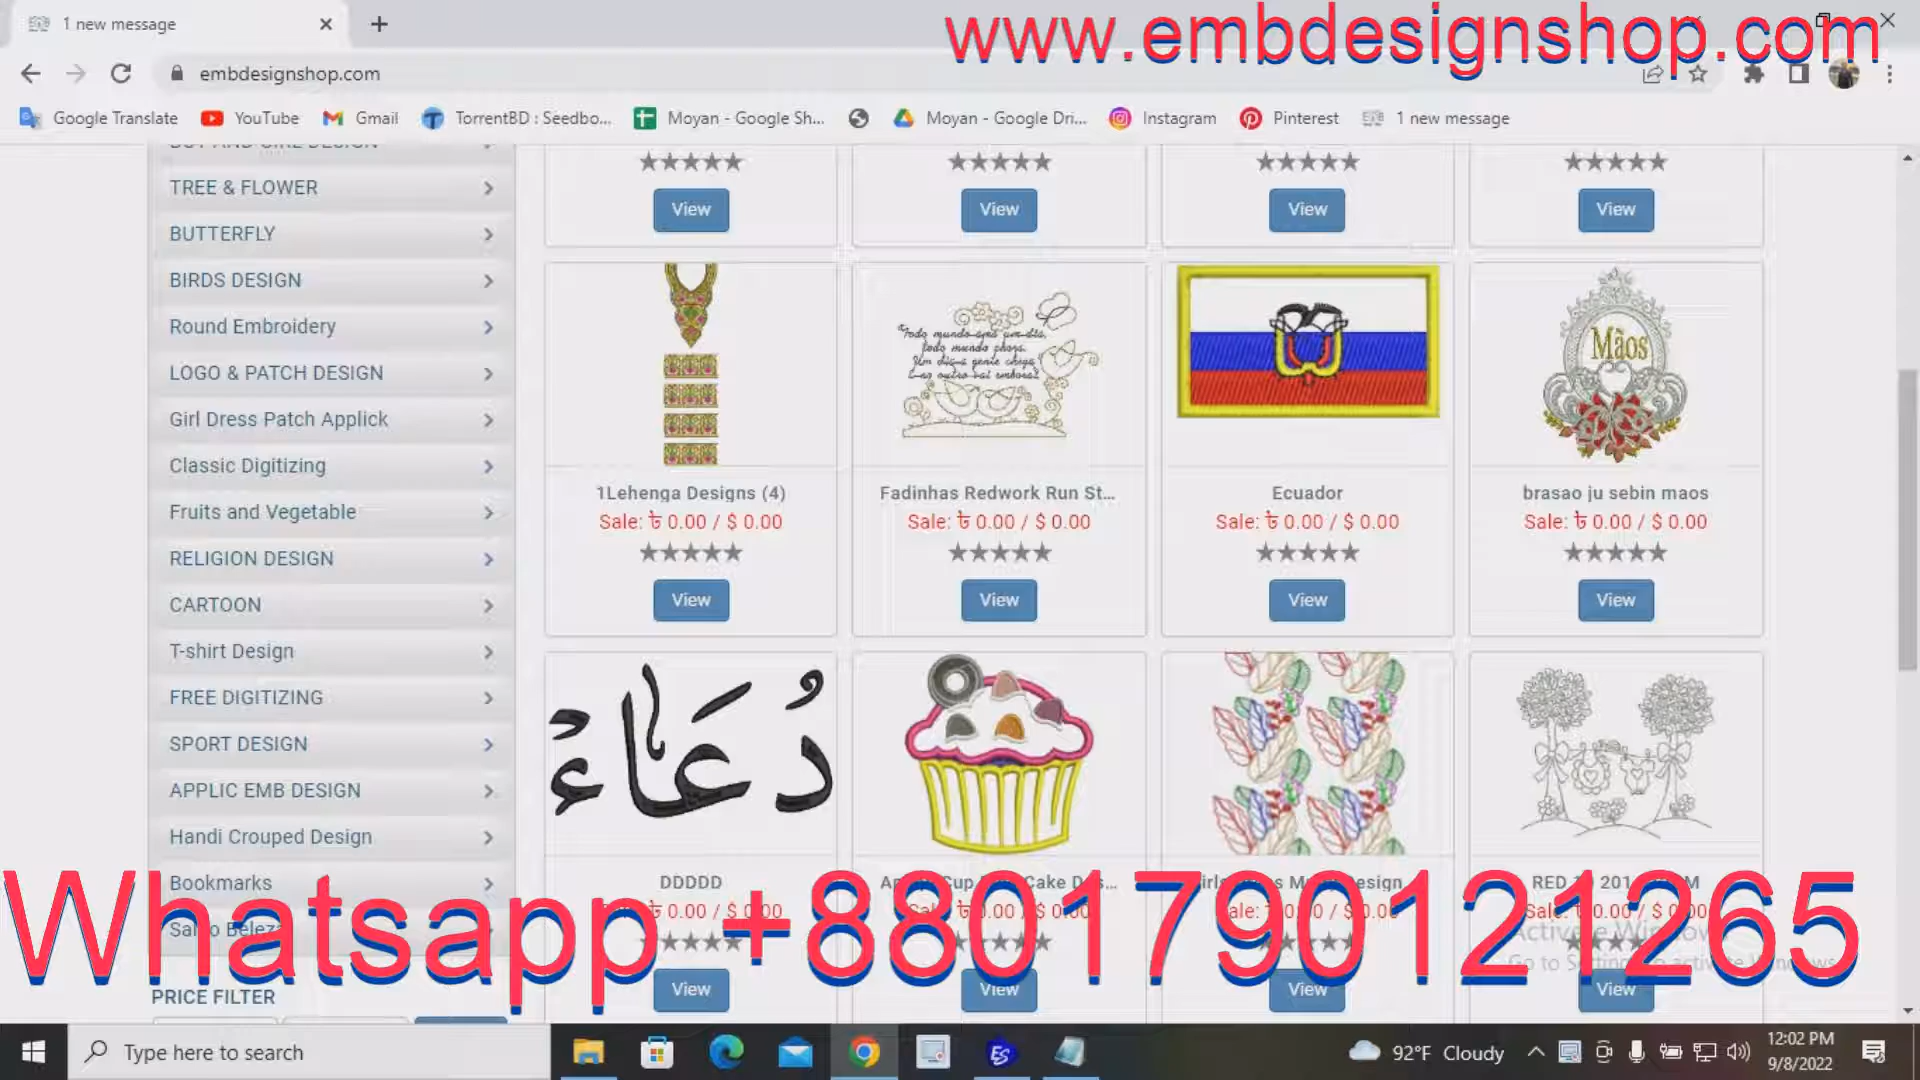 1 new message
www.embdesignshop.com
embdesignshop.com
Google Translate
YouTube
Gmail
TorrentBD : Seedbo...
Moyan - Google Sh...
Moyan - Google Dri...
Instagram
Pinterest
1 new message
TREE & FLOWER
BUTTERFLY
BIRDS DESIGN
Round Embroidery
LOGO & PATCH DESIGN
Girl Dress Patch Applick
Classic Digitizing
Fruits and Vegetable
RELIGION DESIGN
CARTOON
T-shirt Design
FREE DIGITIZING
SPORT DESIGN
APPLIC EMB DESIGN
Handi Crouped Design
Bookmarks
PRICE FILTER
View
View
View
View
Mãos
1Lehenga Designs (4)
Sale: ৳ 0.00 / $ 0.00
View
Fadinhas Redwork Run St...
Sale: ৳ 0.00 / $ 0.00
View
Ecuador
Sale: ৳ 0.00 / $ 0.00
View
brasao ju sebin maos
Sale: ৳ 0.00 / $ 0.00
View
دُعَاءْ
DDDDD
৳ 0.00 / $ 0.00
View
View
View
View
Whatsapp +8801790121265
Type here to search
92°F Cloudy
12:02 PM
9/8/2022